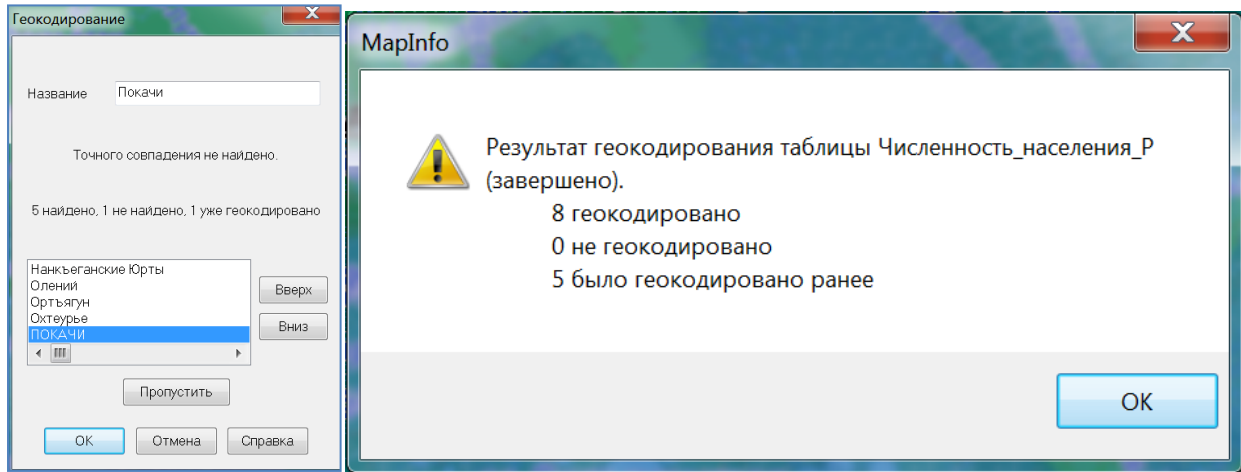 Геокодирование
Название Покачи
Точного совпадения не найдено.
5 найдено, 1 не найдено, 1 уже геокодировано
Нанкъеганские Юрты
Олений
Ортъягун
Охтеурье
ПОКАЧИ
Вверх
Вниз
Пропустить
ОК Отмена Справка
MapInfo
Результат геокодирования таблицы Численность_населения_Р
(завершено).
8 геокодировано
0 не геокодировано
5 было геокодировано ранее
ОК